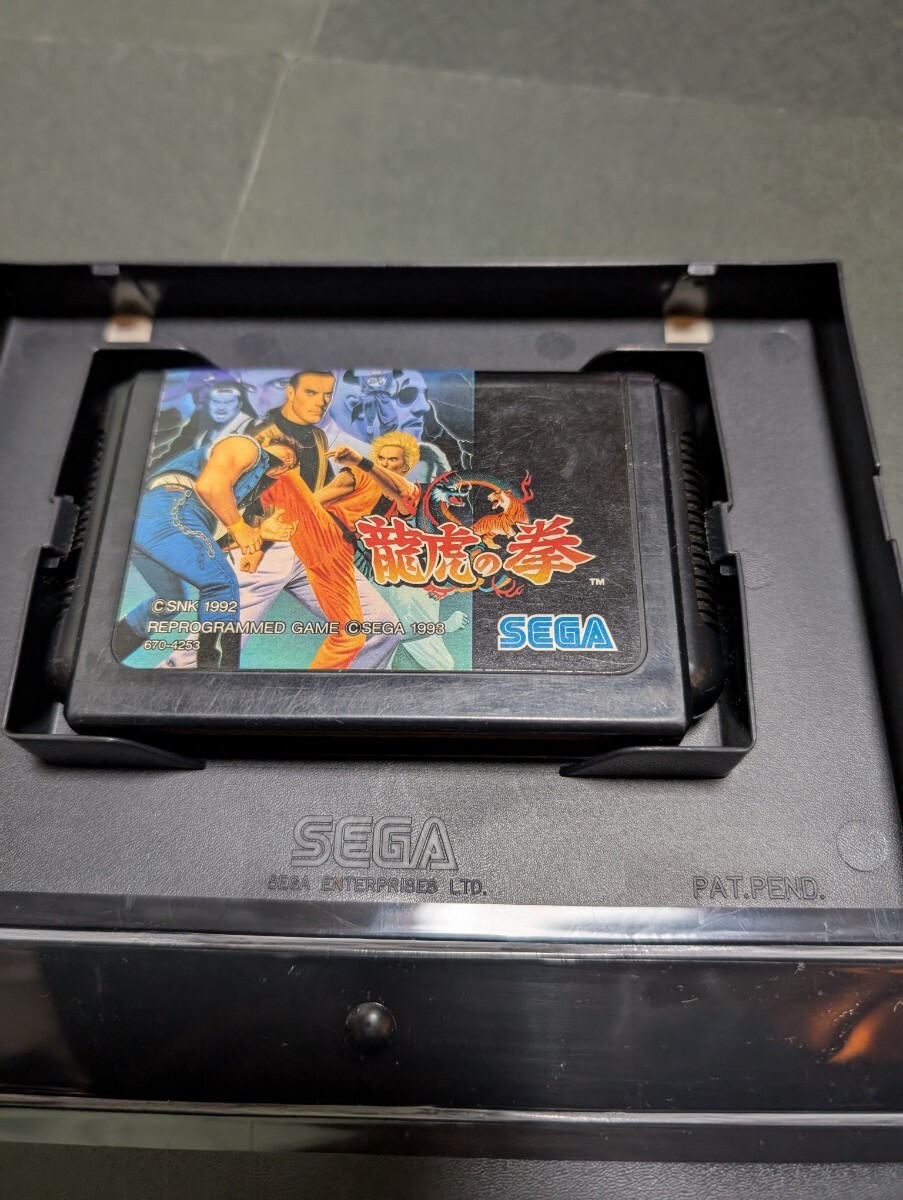 龍虎の拳
TM
©SNK 1992
REPROGRAMMED GAME ©SEGA 1993
670-4253
SEGA
SEGA
SEGA ENTERPRISES LTD.
PAT.PEND.